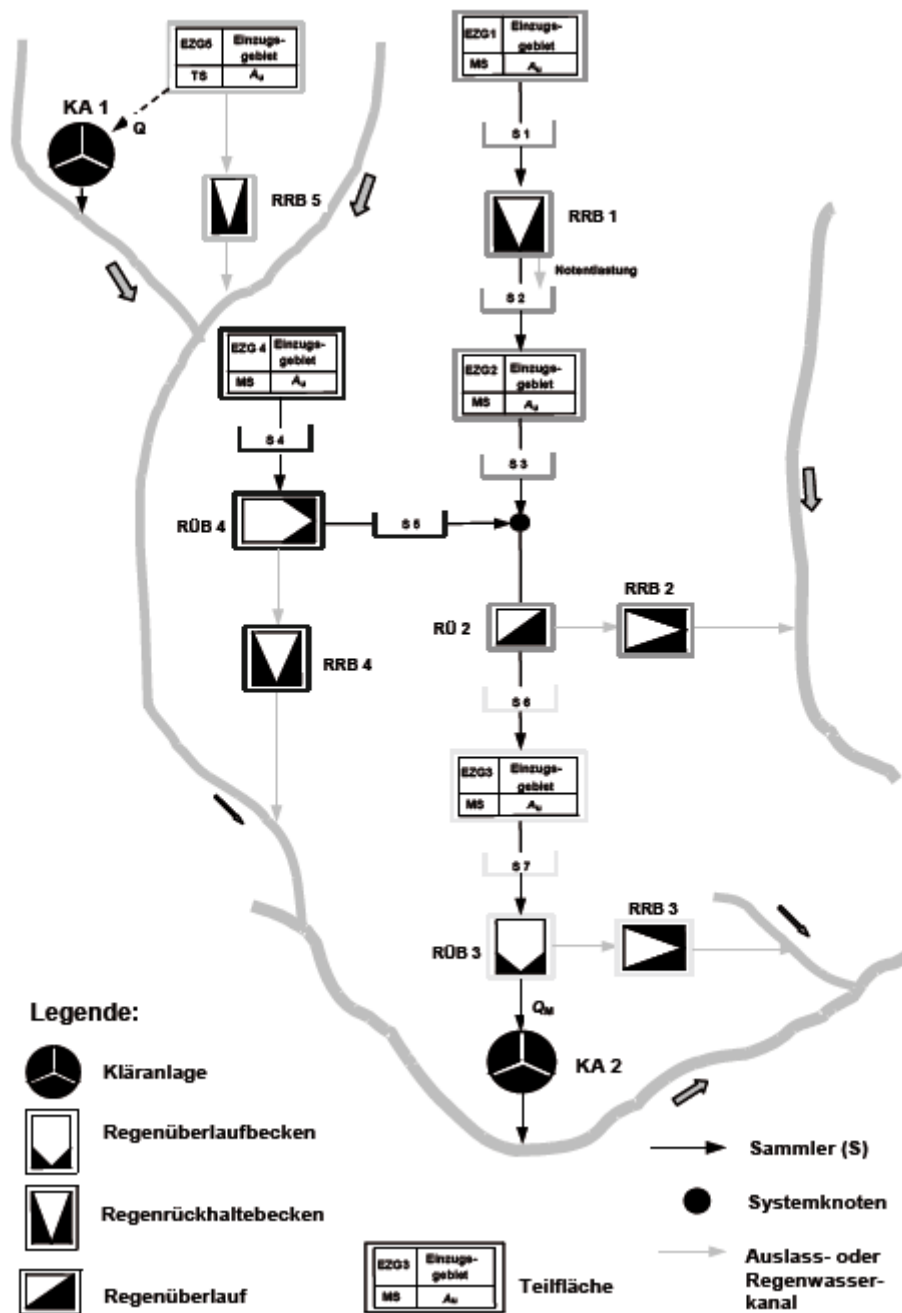 EZG5 Einzugs-
gebiet
TS Au
KA 1
Q
RRB 5
EZG1 Einzugs-
gebiet
MS Au
S 1
RRB 1
Notentlastung
S 2
EZG 4 Einzugs-
gebiet
MS Au
S 4
EZG2 Einzugs-
gebiet
MS Au
S 3
RÜB 4
S 5
RRB 4
RÜ 2
RRB 2
S 6
EZG3 Einzugs-
gebiet
MS Au
S 7
RÜB 3
RRB 3
QM
KA 2
Legende:
Kläranlage
Regenüberlaufbecken
Regenrückhaltebecken
Regenüberlauf
EZG3 Einzugs-
gebiet
MS Au
Teilfläche
Sammler (S)
Systemknoten
Auslass- oder
Regenwasser-
kanal